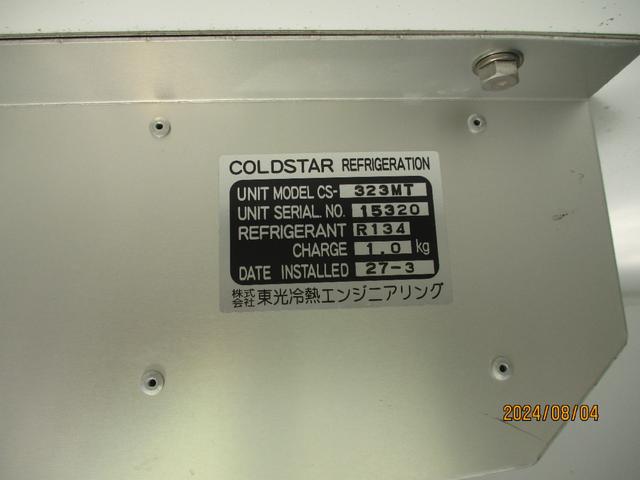 COLDSTAR REFRIGERATION
UNIT MODEL CS- 323MT
UNIT SERIAL. NO. 15320
REFRIGERANT R134
CHARGE 1.0 kg
DATE INSTALLED 27-3
株式会社 東光冷熱エンジニアリング
2024/08/04